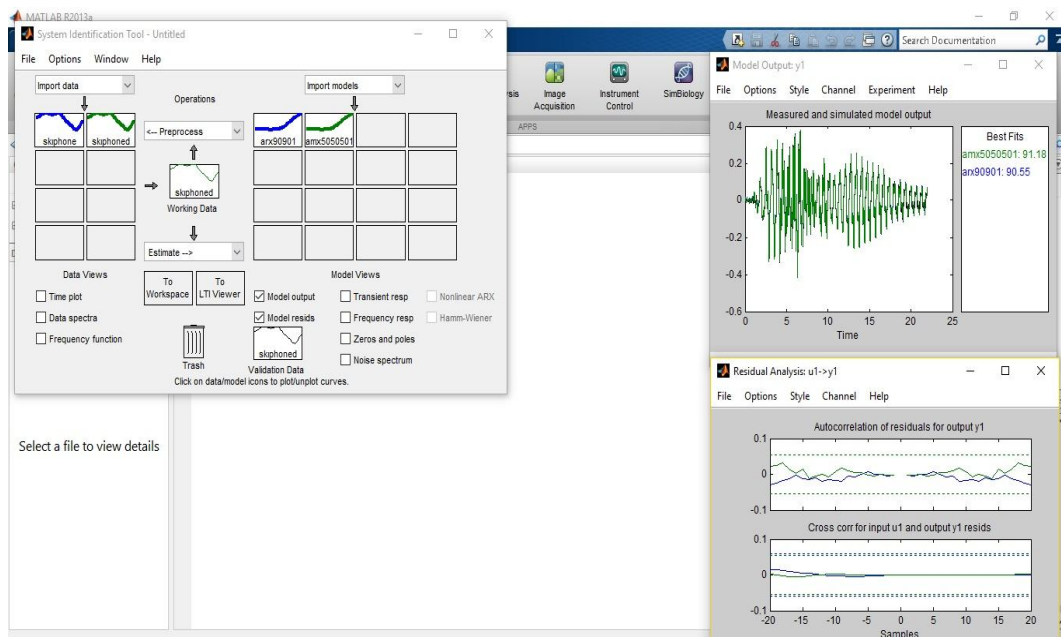 MATLAB R2013a
System Identification Tool - Untitled
File Options Window Help
Import data
Operations
Import models
<-- Preprocess
skiphone
skiphoned
arx90901
amx5050501
skiphoned
Working Data
Estimate -->
Data Views
To Workspace
To LTI Viewer
Model Views
Time plot
Data spectra
Frequency function
Model output
Model resids
Transient resp
Frequency resp
Zeros and poles
Noise spectrum
Nonlinear ARX
Hamm-Wiener
Trash
skiphoned
Validation Data
Click on data/model icons to plot/unplot curves.
Select a file to view details
Image Acquisition
Instrument Control
SimBiology
APPS
Search Documentation
Model Output: y1
File Options Style Channel Experiment Help
Measured and simulated model output
0.4
0.2
0
-0.2
-0.4
-0.6
0 5 10 15 20 25
Time
Best Fits
amx5050501: 91.18
arx90901: 90.55
Residual Analysis: u1->y1
File Options Style Channel Help
Autocorrelation of residuals for output y1
0.1
0
-0.1
Cross corr for input u1 and output y1 resids
0.1
0
-0.1
-20 -15 -10 -5 0 5 10 15 20
Samples